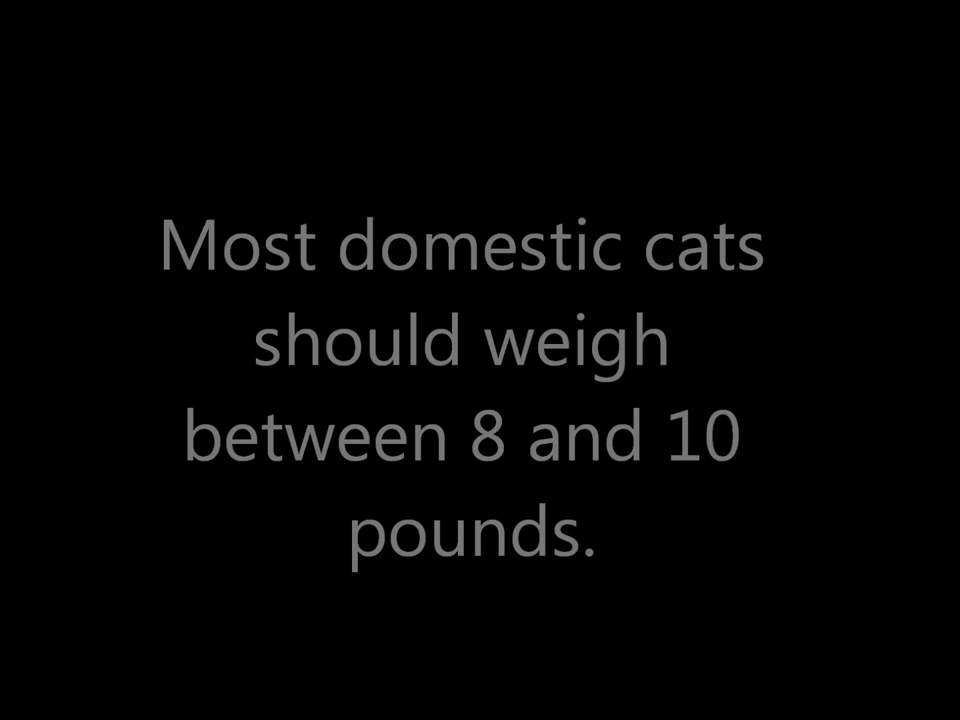 Most domestic cats
should weigh
between 8 and 10
pounds.